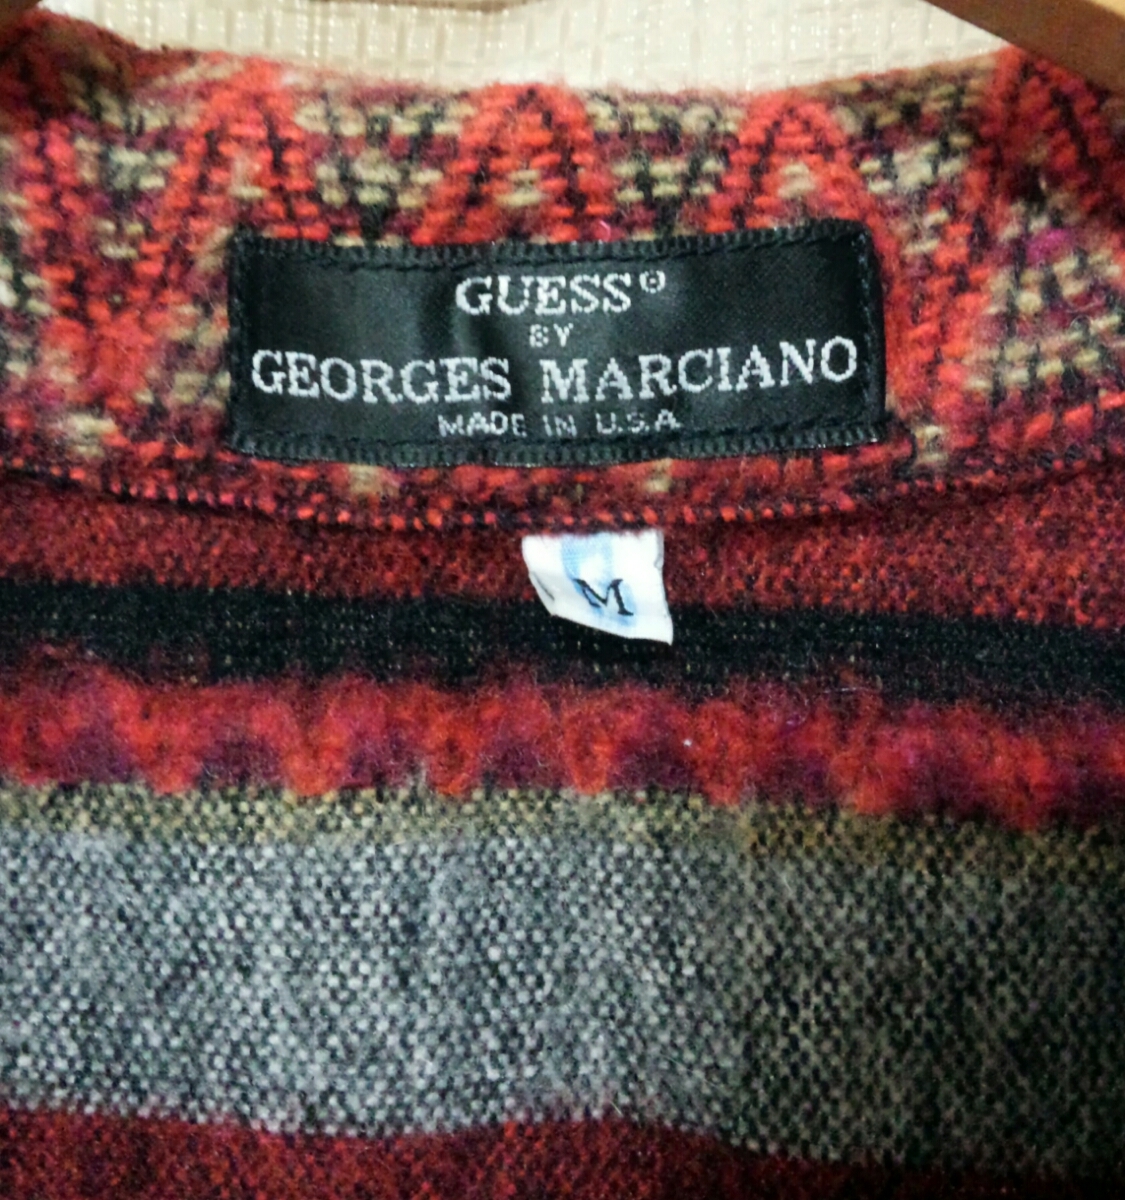 GUESS®
BY
GEORGES MARCIANO
MADE IN U.S.A
M